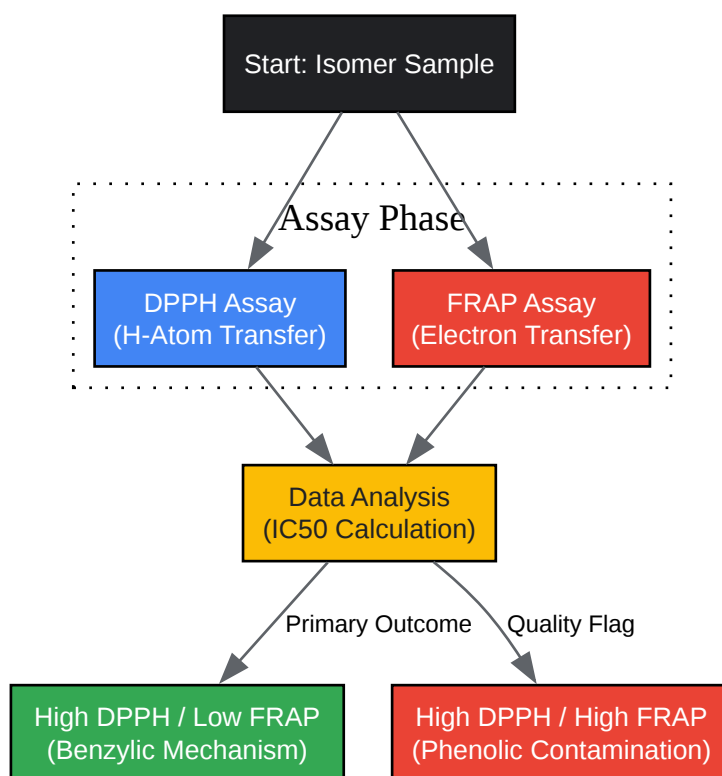 Start: Isomer Sample
Assay Phase
DPPH Assay
(H-Atom Transfer)
FRAP Assay
(Electron Transfer)
Data Analysis
(IC50 Calculation)
Primary Outcome
Quality Flag
High DPPH / Low FRAP
(Benzylic Mechanism)
High DPPH / High FRAP
(Phenolic Contamination)